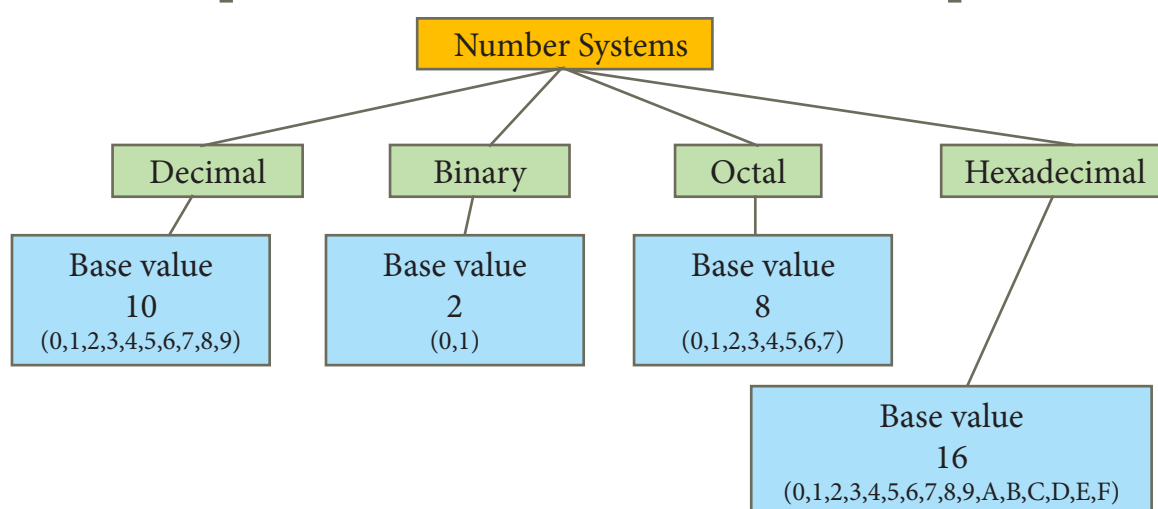 Number Systems
Decimal
Binary
Octal
Hexadecimal
Base value
10
(0,1,2,3,4,5,6,7,8,9)
Base value
2
(0,1)
Base value
8
(0,1,2,3,4,5,6,7)
Base value
16
(0,1,2,3,4,5,6,7,8,9,A,B,C,D,E,F)